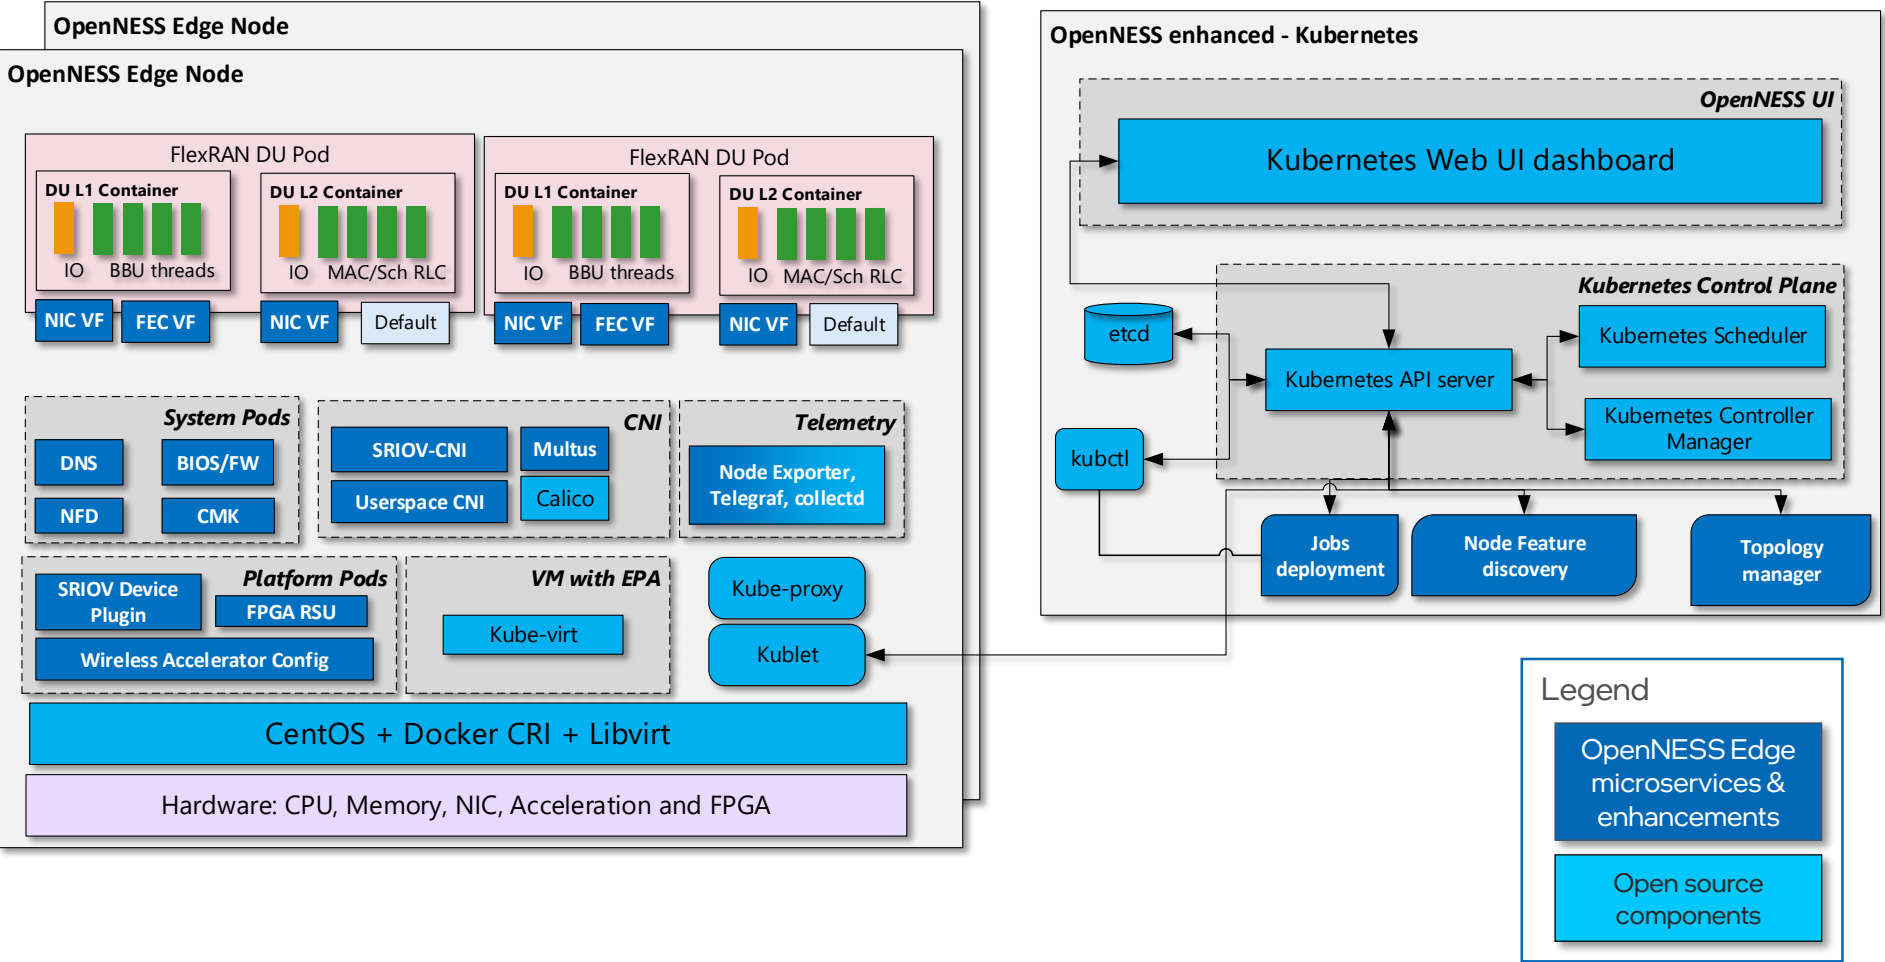 OpenNESS Edge Node
OpenNESS Edge Node
FlexRAN DU Pod
DU L1 Container
IO
BBU threads
DU L2 Container
IO
MAC/Sch RLC
NIC VF
FEC VF
NIC VF
Default
FlexRAN DU Pod
DU L1 Container
IO
BBU threads
DU L2 Container
IO
MAC/Sch RLC
NIC VF
FEC VF
NIC VF
Default
System Pods
DNS
BIOS/FW
NFD
CMK
CNI
SRIOV-CNI
Multus
Userspace CNI
Calico
Telemetry
Node Exporter,
Telegraf, collectd
Platform Pods
SRIOV Device
Plugin
FPGA RSU
Wireless Accelerator Config
VM with EPA
Kube-virt
Kube-proxy
Kublet
CentOS + Docker CRI + Libvirt
Hardware: CPU, Memory, NIC, Acceleration and FPGA
OpenNESS enhanced - Kubernetes
OpenNESS UI
Kubernetes Web UI dashboard
Kubernetes Control Plane
etcd
Kubernetes Scheduler
Kubernetes API server
Kubernetes Controller
Manager
kubctl
Jobs
deployment
Node Feature
discovery
Topology
manager
Legend
OpenNESS Edge
microservices &
enhancements
Open source
components